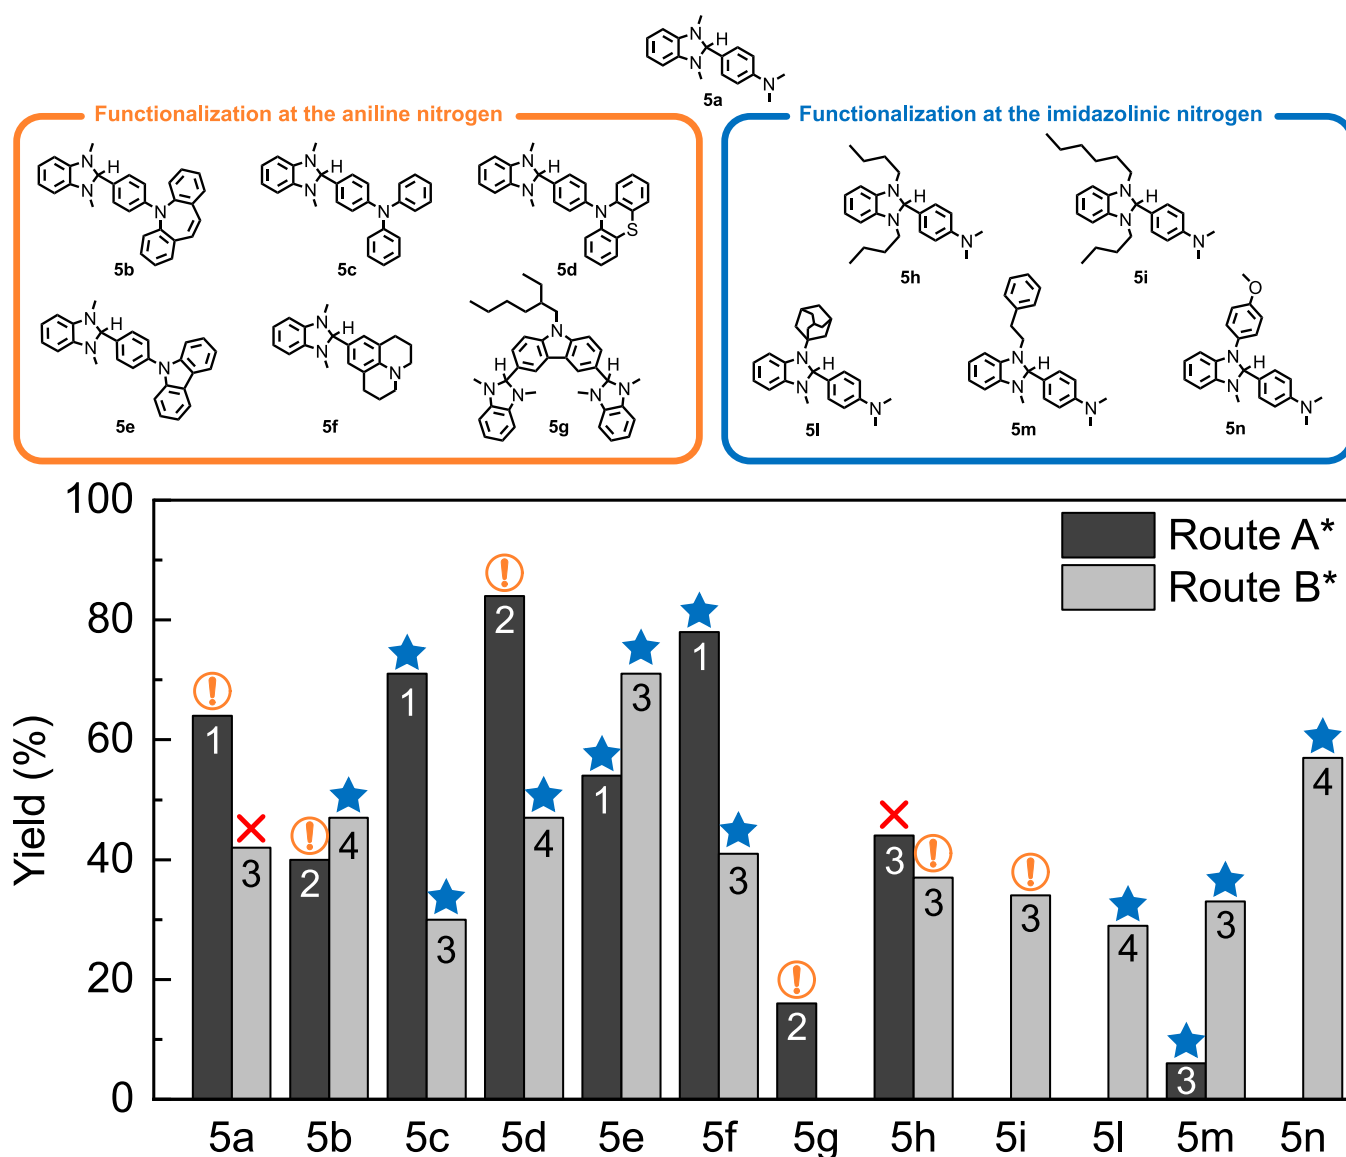 5a
Functionalization at the aniline nitrogen
Functionalization at the imidazolinic nitrogen
5b
5c
5d
5e
5f
5g
5h
5i
5l
5m
5n
N
H
N
N
S
O
Yield (%)
100
80
60
40
20
0
Route A*
Route B*
1
3
2
4
1
3
2
4
1
3
1
3
2
3
3
3
4
3
3
4
5a 5b 5c 5d 5e 5f 5g 5h 5i 5l 5m 5n